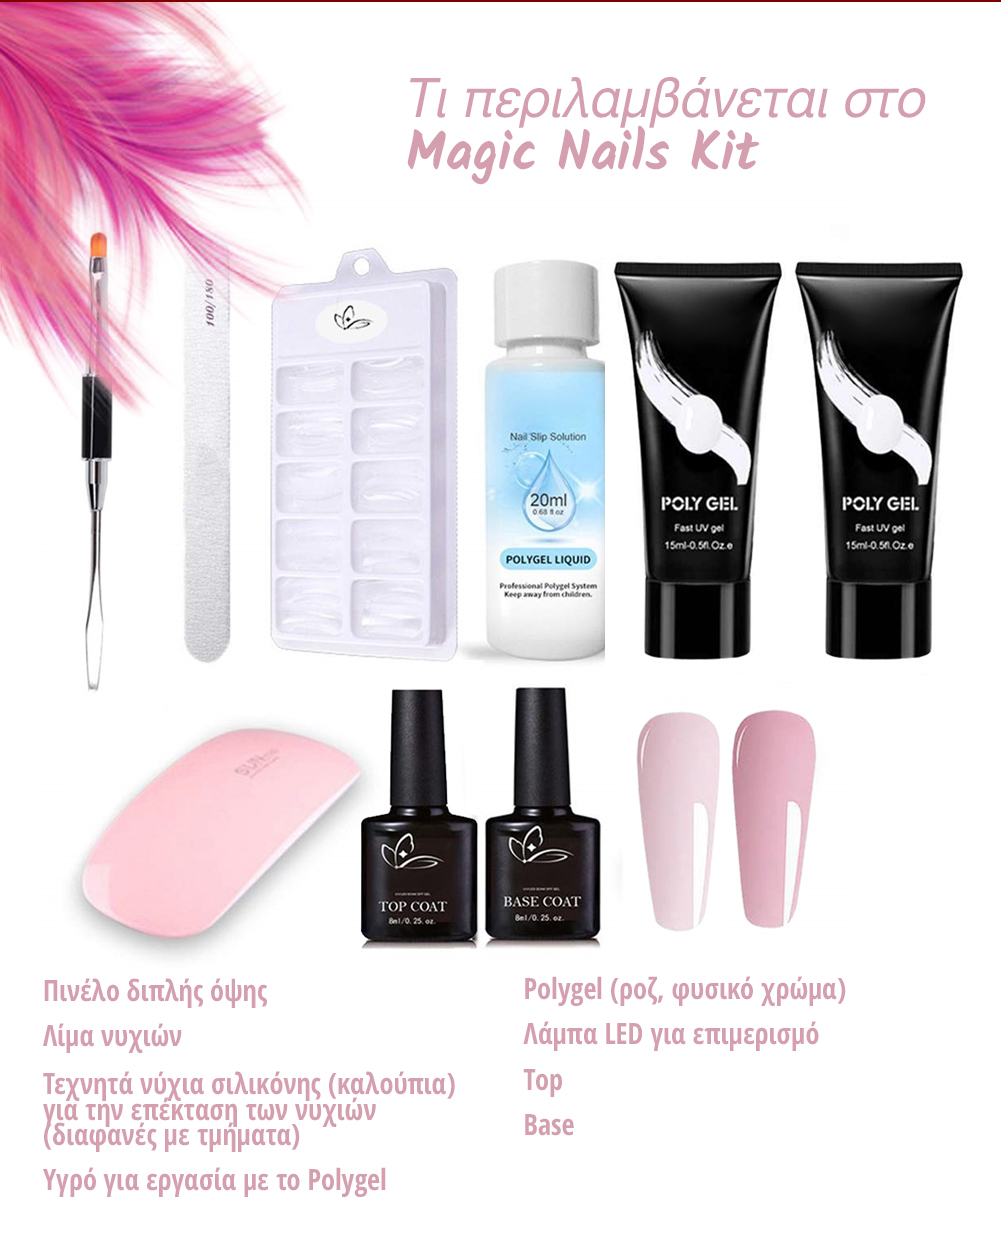 Τι περιλαμβάνεται στο
Magic Nails Kit
100/180
Nail Slip Solution
20ml
0.68 fl oz
POLYGEL LIQUID
Professional Polygel System
Keep away from children.
POLY GEL
Fast UV gel
15ml-0.5fl.Oz.e
POLY GEL
Fast UV gel
15ml-0.5fl.Oz.e
SUN
TOP COAT
8ml/0.25.oz.
BASE COAT
8ml/0.25.oz.
Πινέλο διπλής όψης
Λίμα νυχιών
Τεχνητά νύχια σιλικόνης (καλούπια)
για την επέκταση των νυχιών
(διαφανές με τμήματα)
Υγρό για εργασία με το Polygel
Polygel (ροζ, φυσικό χρώμα)
Λάμπα LED για επιμερισμό
Top
Base